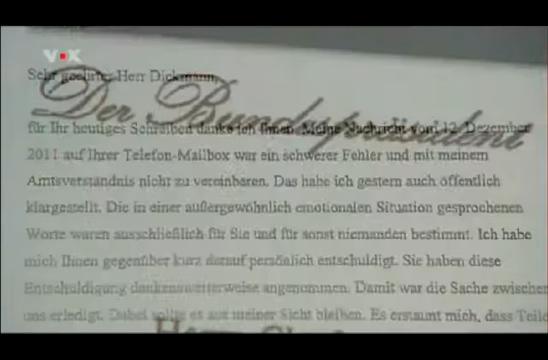 VOX
Sehr geehrter Herr Diekmann,
Der Bundespräsident
für Ihr heutiges Schreiben danke ich Ihnen. Meine Nachricht vom 12. Dezember
2011 auf Ihrer Telefon-Mailbox war ein schwerer Fehler und mit meinem
Amtsverständnis nicht zu vereinbaren. Das habe ich gestern auch öffentlich
klargestellt. Die in einer außergewöhnlich emotionalen Situation gesprochenen
Worte waren ausschließlich für Sie und für sonst niemanden bestimmt. Ich habe
mich Ihnen gegenüber kurz darauf persönlich entschuldigt. Sie haben diese
Entschuldigung dankenswerterweise angenommen. Damit war die Sache zwischen
uns erledigt. Dabei sollte es aus meiner Sicht bleiben. Es erstaunt mich, dass Teile
Herrn